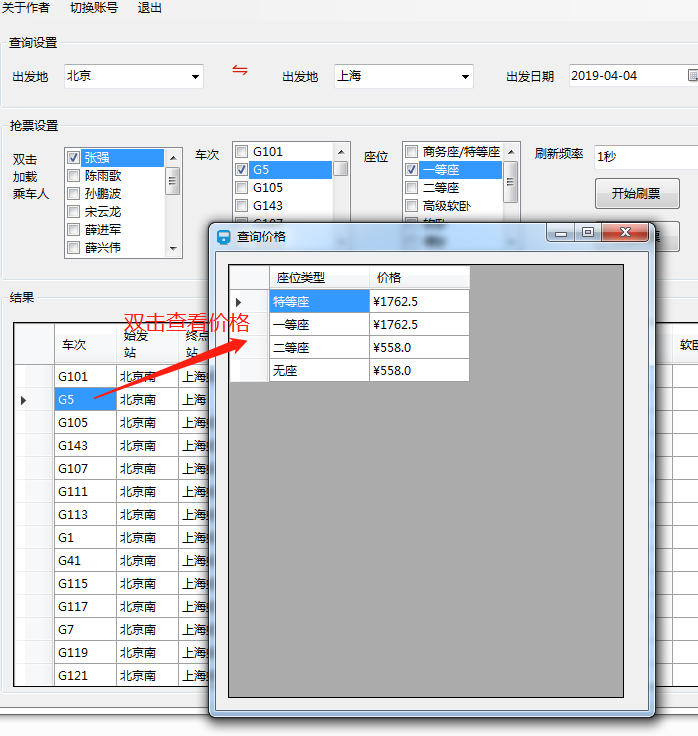 关于作者 切换账号 退出
查询设置
出发地 北京 ⇋ 出发地 上海 出发日期 2019-04-04
抢票设置
双击
加载
乘车人
张强
陈雨歌
孙鹏波
宋云龙
薛进军
薛兴伟
车次
G101
G5
G105
G143
座位
商务座/特等座
一等座
二等座
高级软卧
刷新频率 1秒
开始刷票
结果
双击查看价格
车次 始发站 终点站 软卧
G101 北京南 上海
G5 北京南 上海
G105 北京南 上海
G143 北京南 上海
G107 北京南 上海
G111 北京南 上海
G113 北京南 上海
G1 北京南 上海
G41 北京南 上海
G115 北京南 上海
G117 北京南 上海
G7 北京南 上海
G119 北京南 上海
G121 北京南 上海
查询价格
座位类型 价格
特等座 ¥1762.5
一等座 ¥1762.5
二等座 ¥558.0
无座 ¥558.0